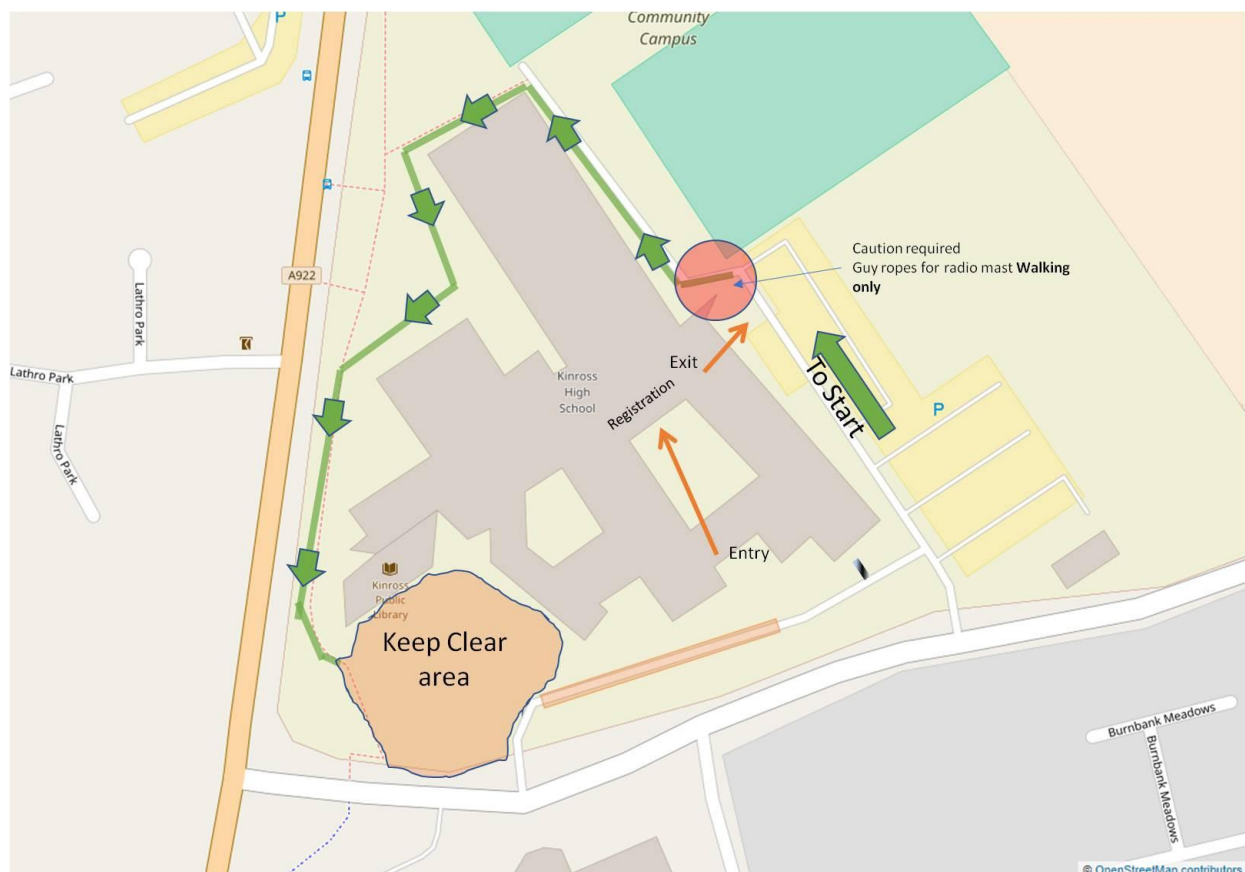 Community
Campus
P
A922
Lathro Park
Lathro Park
Lathro Park
Caution required
Guy ropes for radio mast Walking
only
Exit
Kinross
High
School
Registration
To Start
P
Entry
Kinross
Public
Library
Keep Clear
area
Burnbank Meadows
Burnbank Meadows
© OpenStreetMap contributors